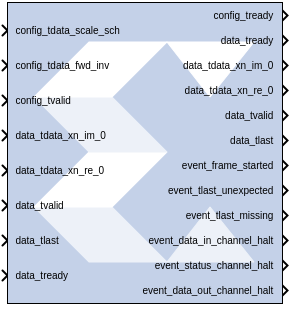 config_tdata_scale_sch
config_tdata_fwd_inv
config_tvalid
data_tdata_xn_im_0
data_tdata_xn_re_0
data_tvalid
data_tlast
data_tready
config_tready
data_tready
data_tdata_xn_im_0
data_tdata_xn_re_0
data_tvalid
data_tlast
event_frame_started
event_tlast_unexpected
event_tlast_missing
event_data_in_channel_halt
event_status_channel_halt
event_data_out_channel_halt